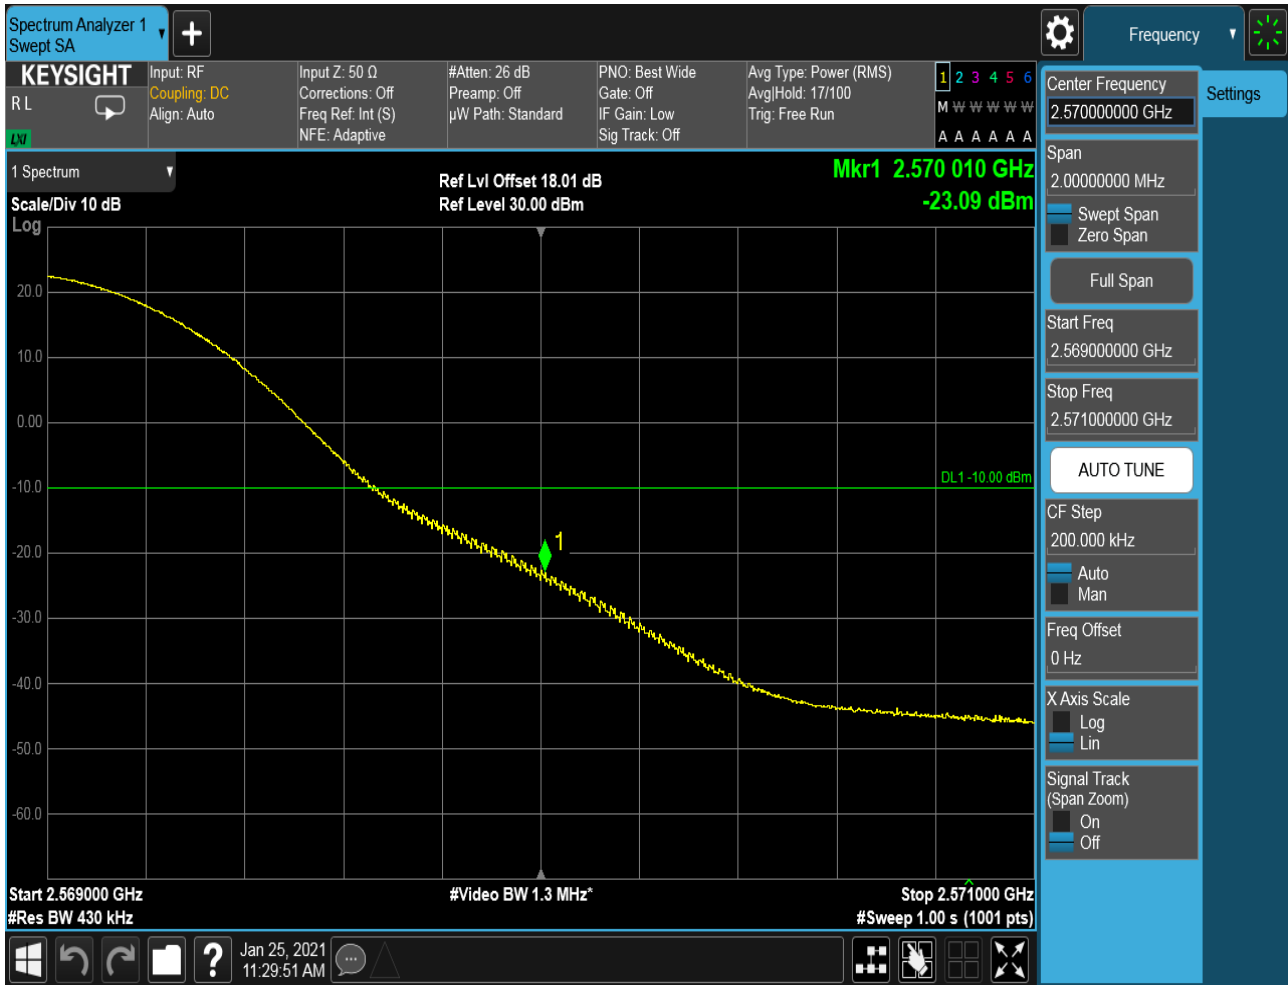 Spectrum Analyzer 1
Swept SA
Frequency
KEYSIGHT
R L
LXI
Input: RF
Coupling: DC
Align: Auto
Input Z: 50 Ω
Corrections: Off
Freq Ref: Int (S)
NFE: Adaptive
#Atten: 26 dB
Preamp: Off
µW Path: Standard
PNO: Best Wide
Gate: Off
IF Gain: Low
Sig Track: Off
Avg Type: Power (RMS)
Avg|Hold: 17/100
Trig: Free Run
1 2 3 4 5 6
M W W W W W
A A A A A A
Center Frequency
2.570000000 GHz
Settings
Span
2.00000000 MHz
Swept Span
Zero Span
Full Span
Start Freq
2.569000000 GHz
Stop Freq
2.571000000 GHz
AUTO TUNE
CF Step
200.000 kHz
Auto
Man
Freq Offset
0 Hz
X Axis Scale
Log
Lin
Signal Track
(Span Zoom)
On
Off
1 Spectrum
Scale/Div 10 dB
Log
Ref Lvl Offset 18.01 dB
Ref Level 30.00 dBm
Mkr1 2.570 010 GHz
-23.09 dBm
20.0
10.0
0.00
-10.0
DL1 -10.00 dBm
1
-20.0
-30.0
-40.0
-50.0
-60.0
Start 2.569000 GHz
#Res BW 430 kHz
#Video BW 1.3 MHz*
Stop 2.571000 GHz
#Sweep 1.00 s (1001 pts)
?
Jan 25, 2021
11:29:51 AM